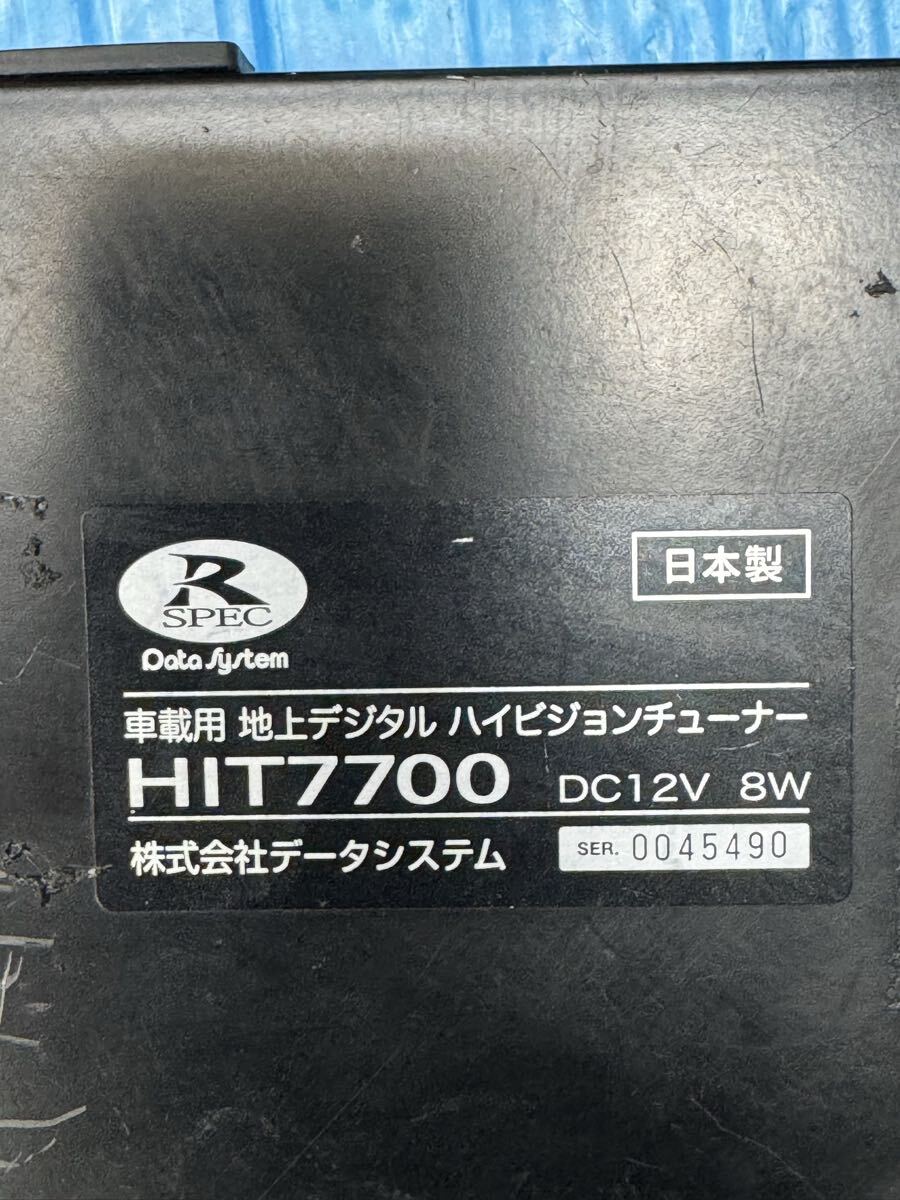 R
SPEC
Data System
日本製
車載用 地上デジタル ハイビジョンチューナー
HIT7700 DC12V 8W
株式会社データシステム SER. 0045490